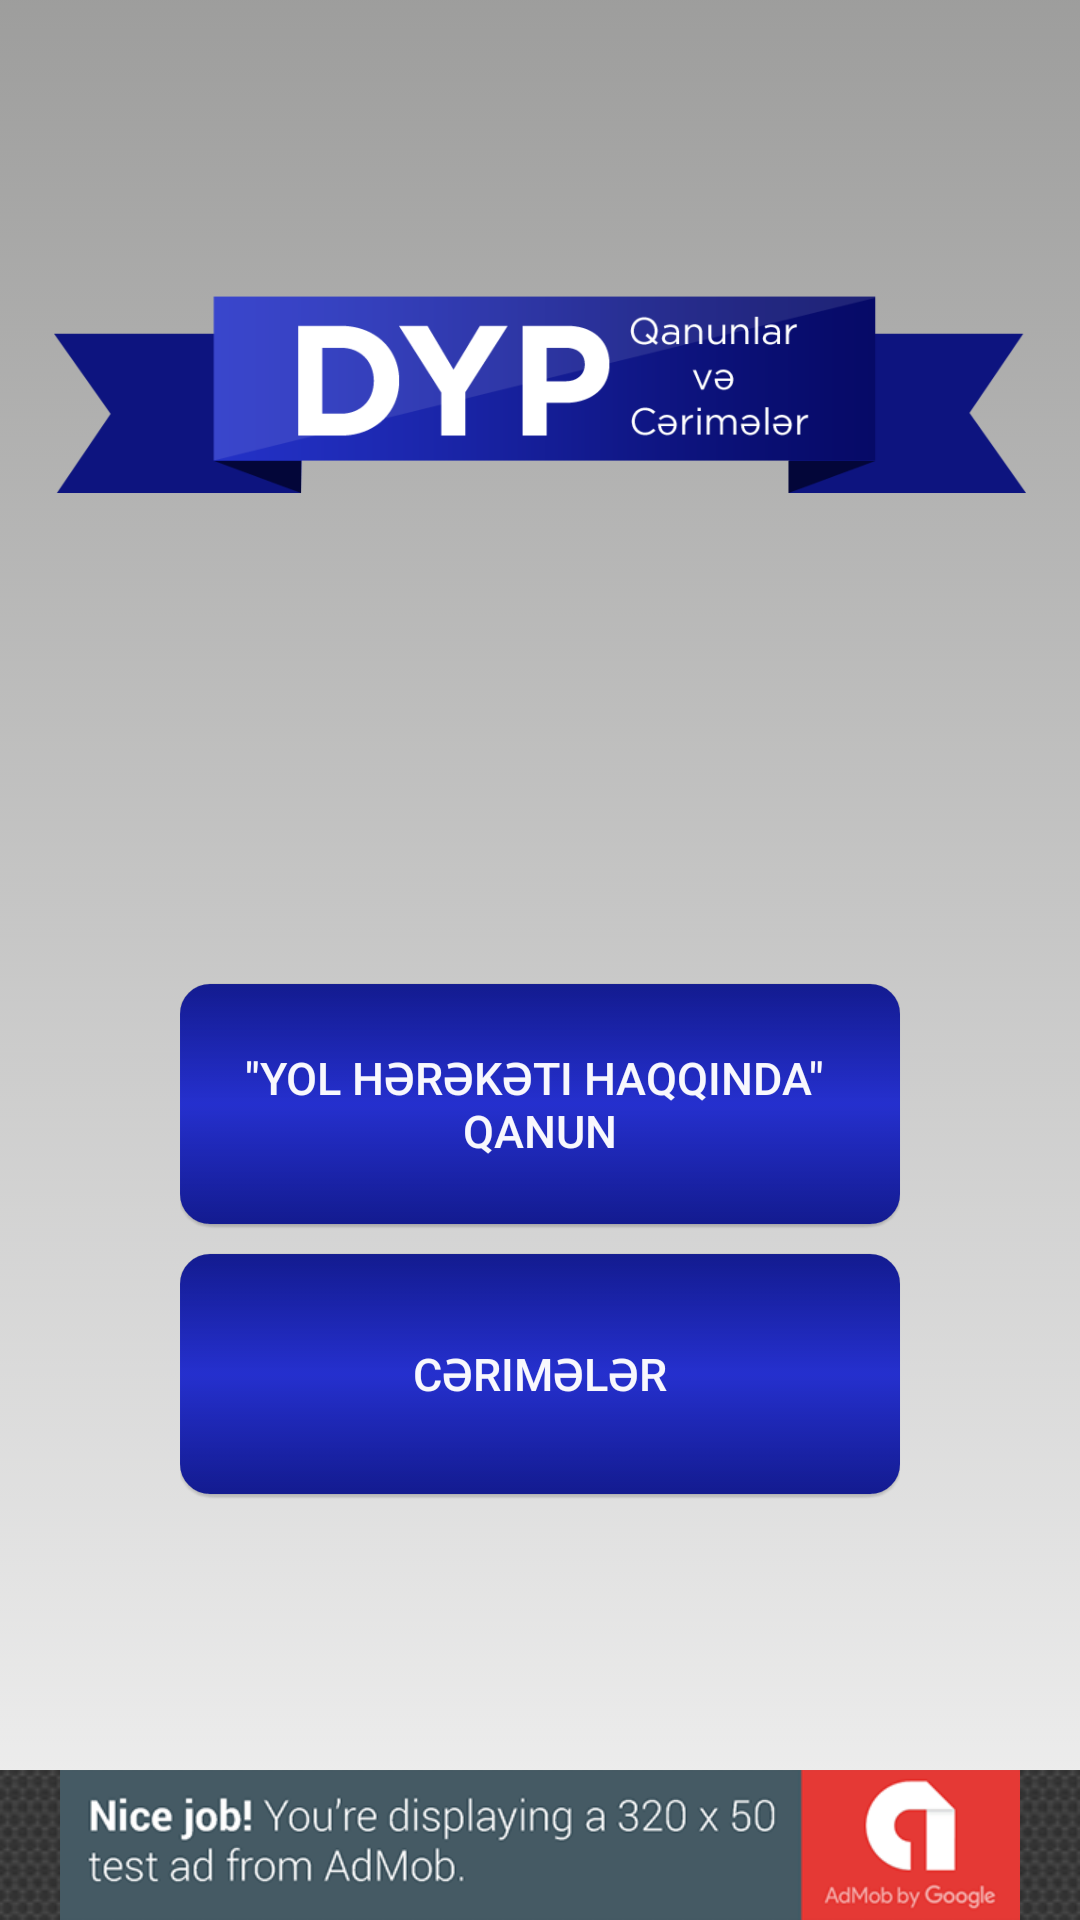 DYP
Qanunlar
və
Cərimələr
"YOL HƏRƏKƏTI HAQQINDA"
QANUN
CƏRIMƏLƏR
Nice job! You're displaying a 320 x 50
test ad from AdMob.
AdMob by Google